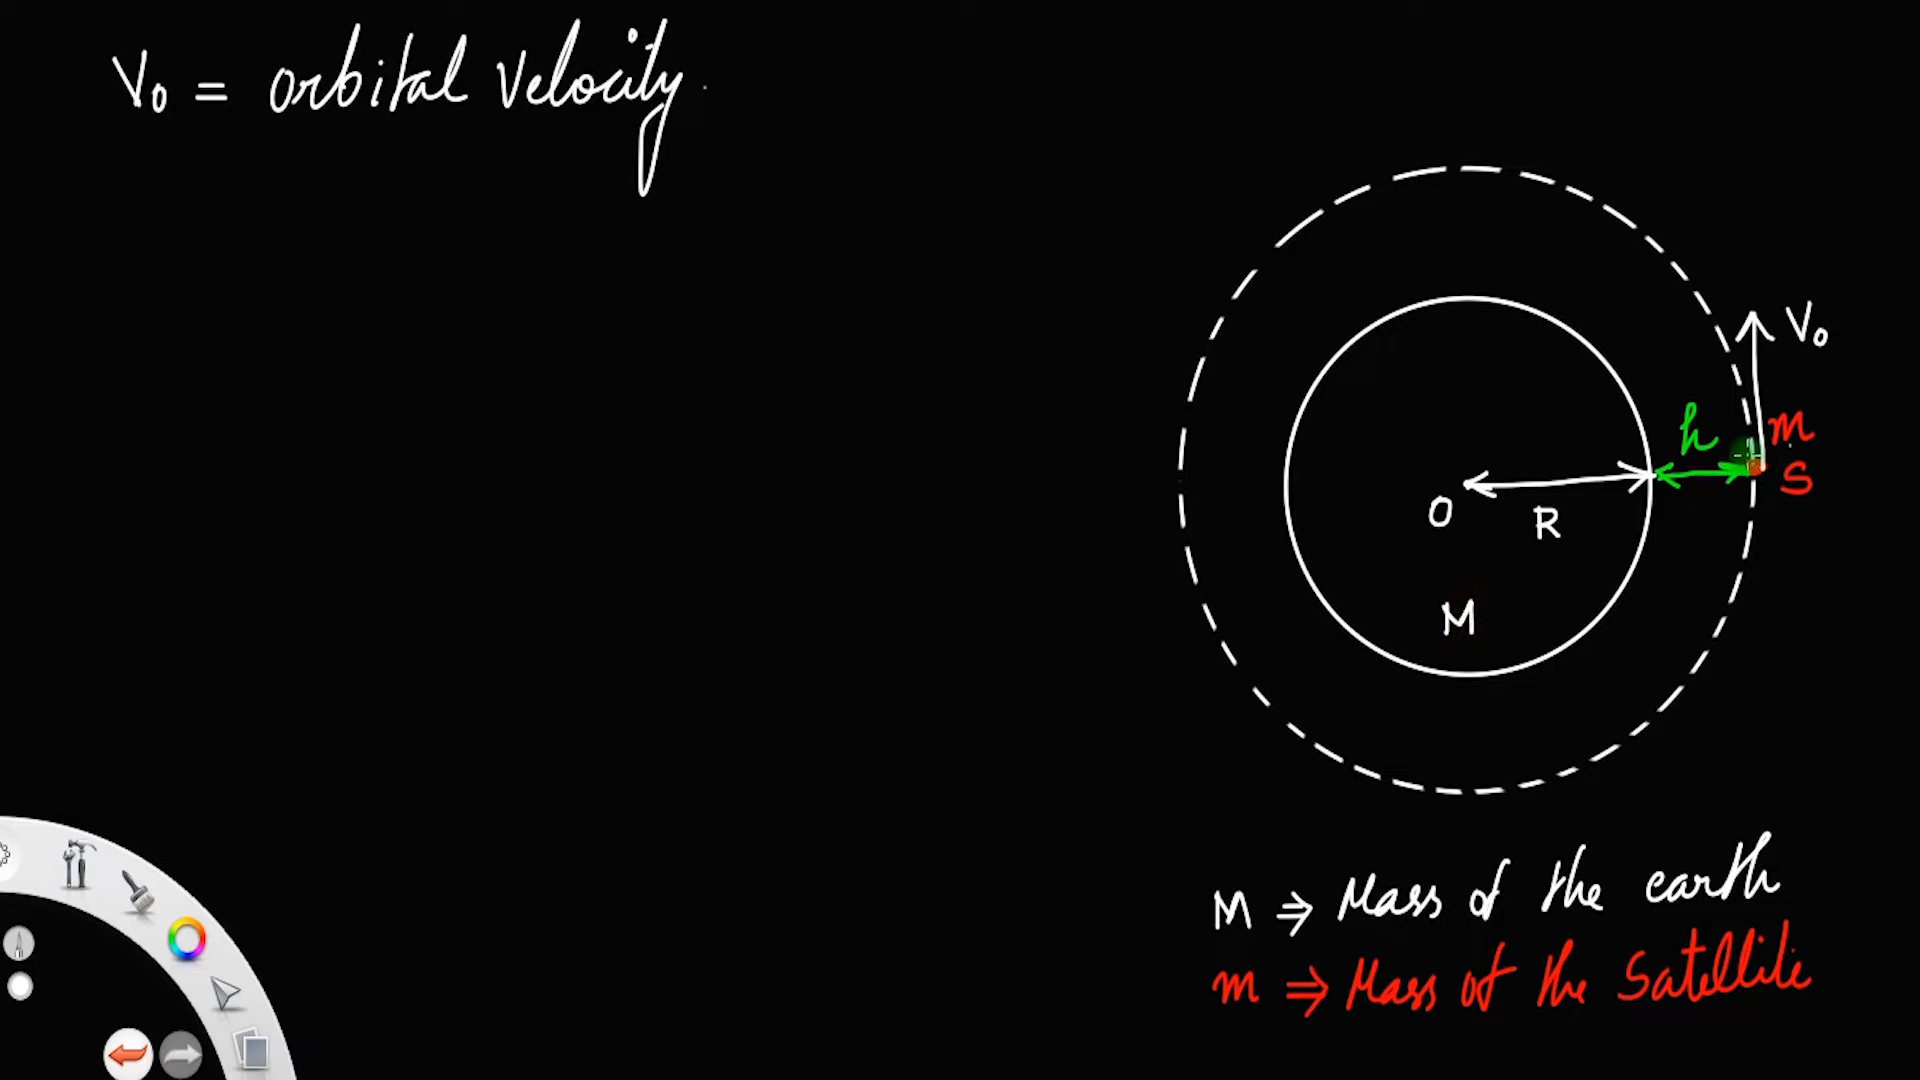 V₀ = orbital velocity
V₀
h
m
S
O
R
M
M ⇒ Mass of the earth
m ⇒ Mass of the Satellite